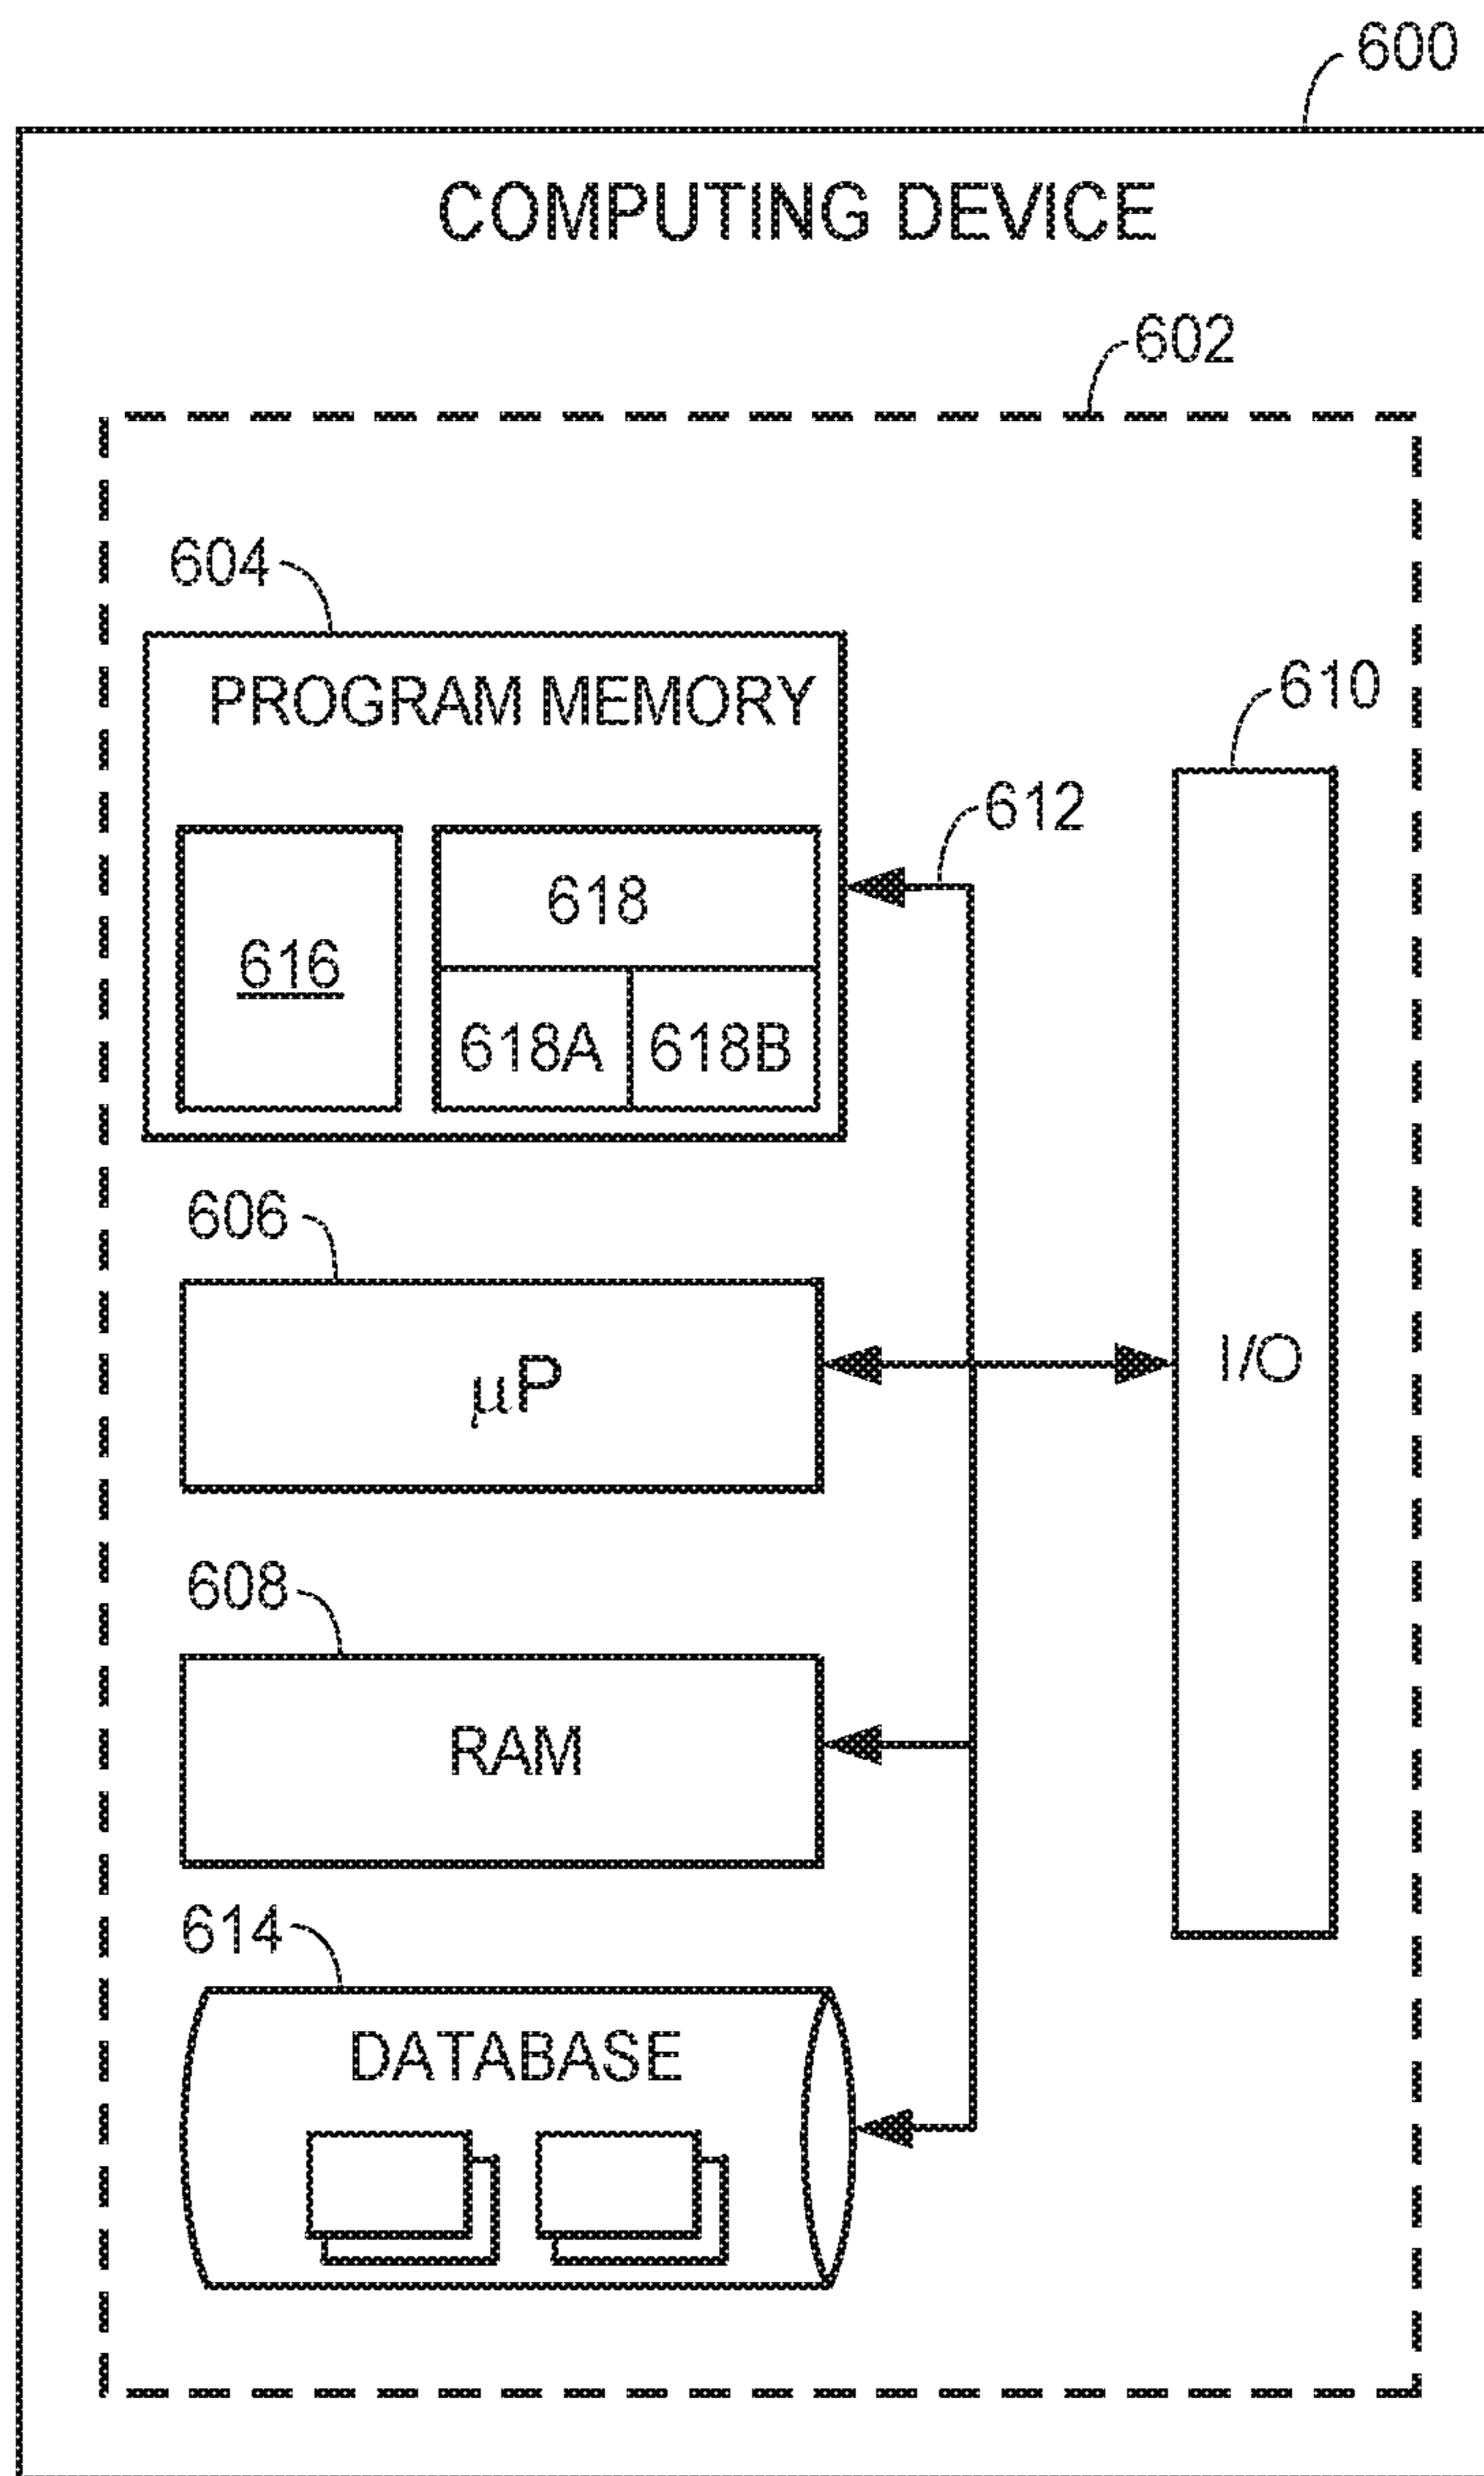 600
COMPUTING DEVICE
602
604
PROGRAM MEMORY
610
612
618
616
618A 618B
606
μP
I/O
608
RAM
614
DATABASE